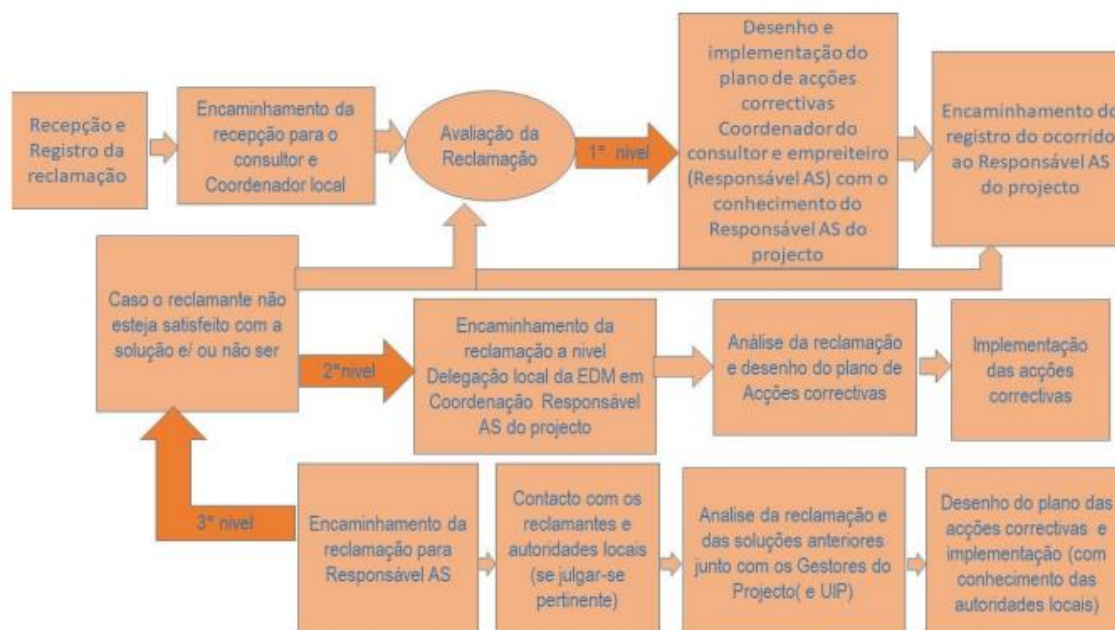 Recepção e
Registro da
reclamação
Encaminhamento da
recepção para o
consultor e
Coordenador local
Avaliação da
Reclamação
1° nivel
Desenho e
implementação do
plano de acções
correctivas
Coordenador do
consultor e empreiteiro
(Responsável AS) com o
conhecimento do
Responsável AS do
projecto
Encaminhamento do
registro do ocorrido
ao Responsável AS
do projecto
Caso o reclamante não
esteja satisfeito com a
solução e/ ou não ser
2°nivel
Encaminhamento da
reclamação a nivel
Delegação local da EDM em
Coordenação Responsável
AS do projecto
Análise da reclamação
e desenho do plano de
Acções correctivas
Implementação
das acções
correctivas
3° nivel
Encaminhamento da
reclamação para
Responsável AS
Contacto com os
reclamantes e
autoridades locais
(se julgar-se
pertinente)
Analise da reclamação e
das soluções anteriores
junto com os Gestores do
Projecto( e UIP)
Desenho do plano das
acções correctivas e
implementação (com
conhecimento das
autoridades locais)